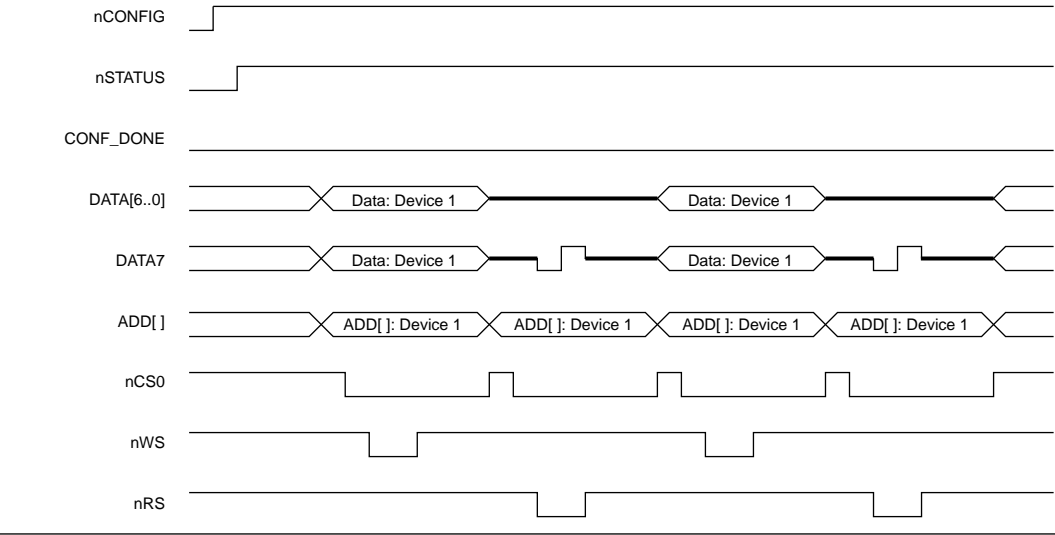 nCONFIG
nSTATUS
CONF_DONE
DATA[6..0] Data: Device 1 Data: Device 1
DATA7 Data: Device 1 Data: Device 1
ADD[ ] ADD[ ]: Device 1 ADD[ ]: Device 1 ADD[ ]: Device 1 ADD[ ]: Device 1
nCS0
nWS
nRS